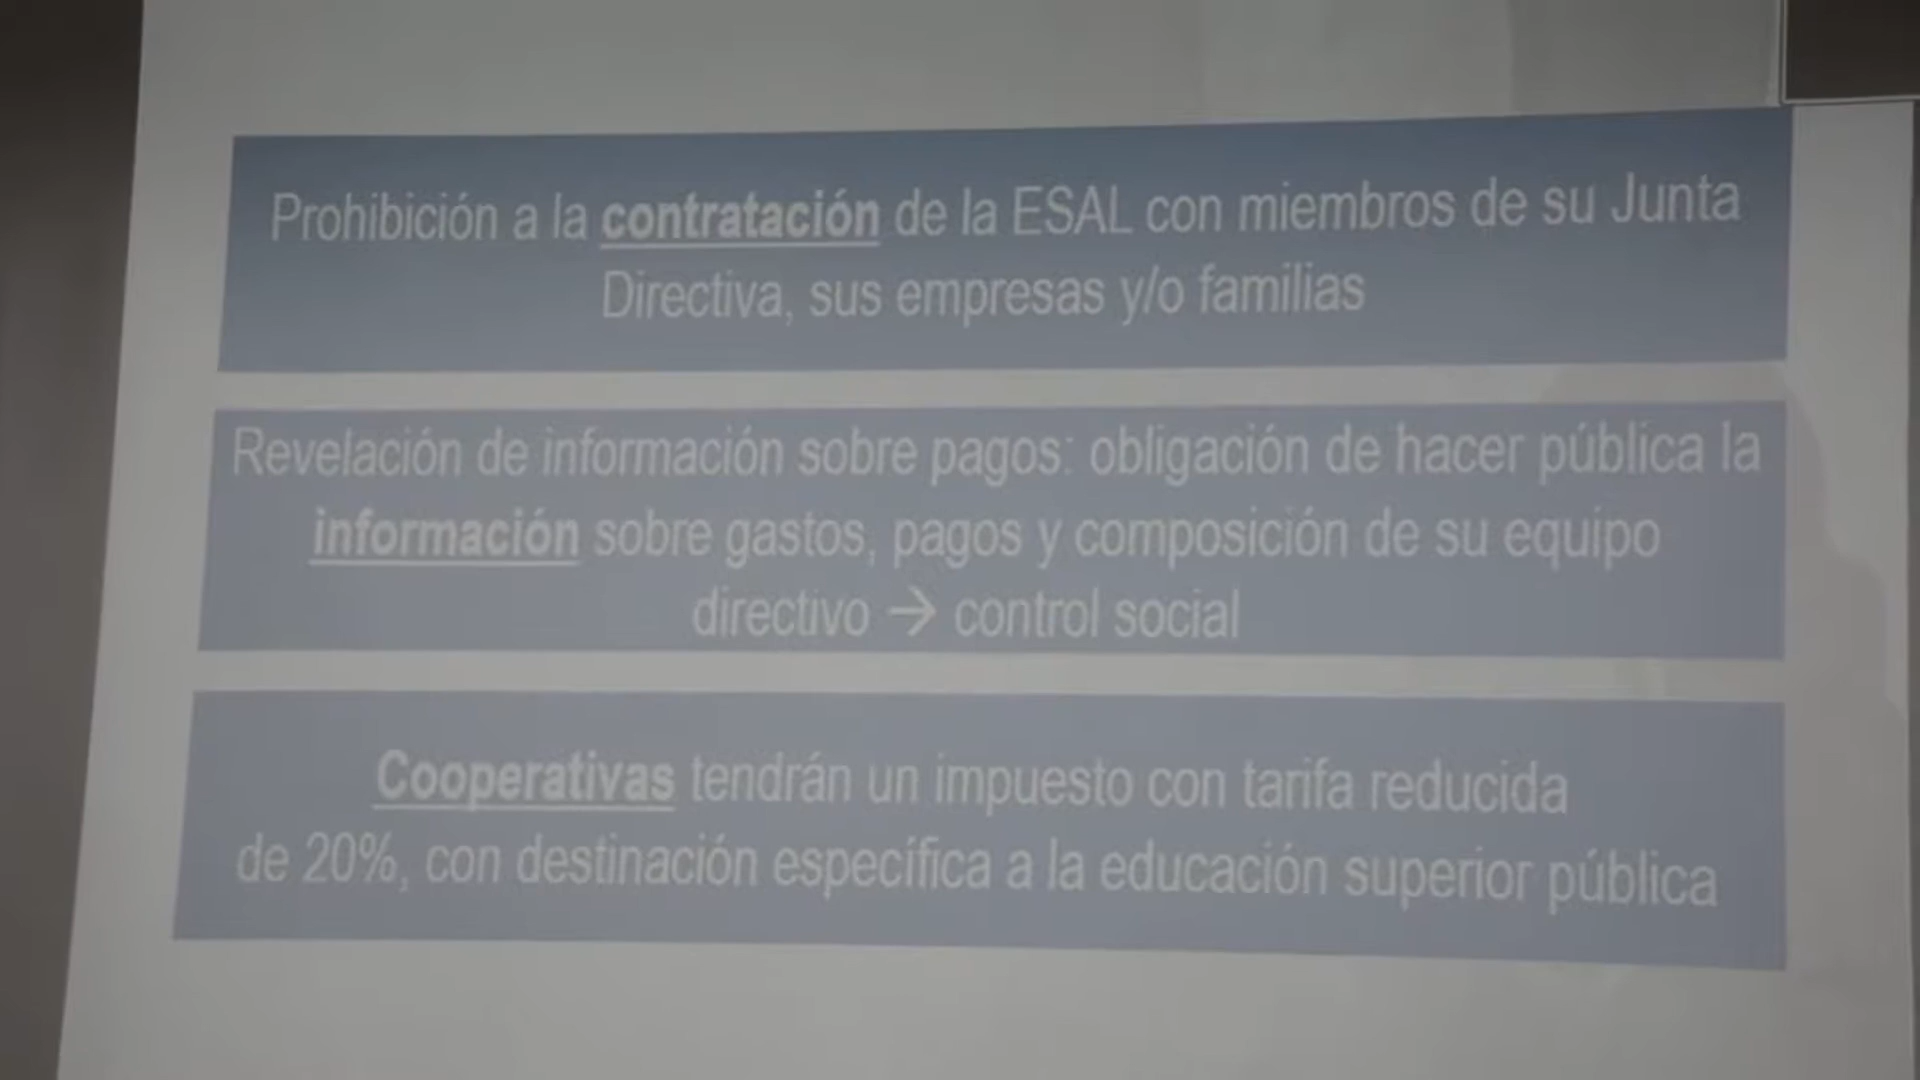 Prohibición a la contratación de la ESAL con miembros de su Junta
Directiva, sus empresas y/o familias
Revelación de información sobre pagos: obligación de hacer pública la
información sobre gastos, pagos y composición de su equipo
directivo → control social
Cooperativas tendrán un impuesto con tarifa reducida
de 20%, con destinación específica a la educación superior pública